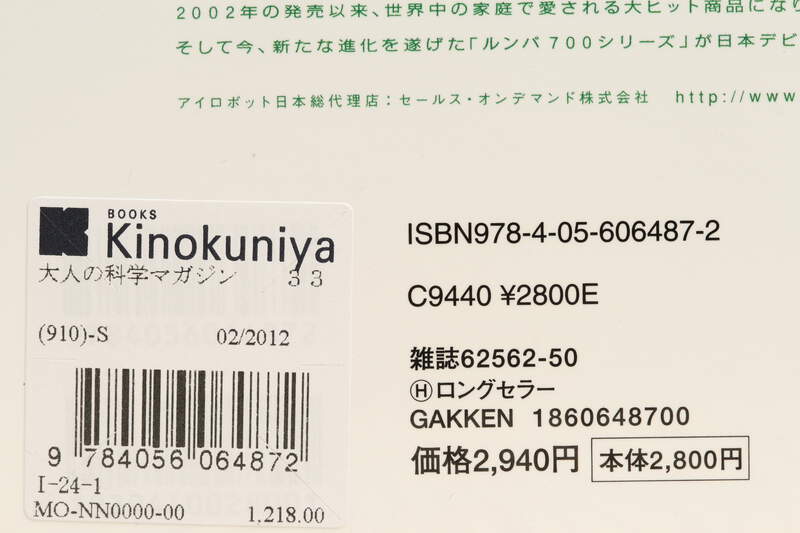 2002年の発売以来、世界中の家庭で愛される大ヒット商品になり
そして今、新たな進化を遂げた「ルンバ700シリーズ」が日本デビ
アイロボット日本総代理店：セールス・オンデマンド株式会社 http://www
BOOKS
Kinokuniya
大人の科学マガジン 33
(910)-S 02/2012
9 784056 064872
I-24-1
MO-NN0000-00 1,218.00
ISBN978-4-05-606487-2
C9440 ¥2800E
雑誌62562-50
Ⓗロングセラー
GAKKEN 1860648700
価格2,940円 本体2,800円